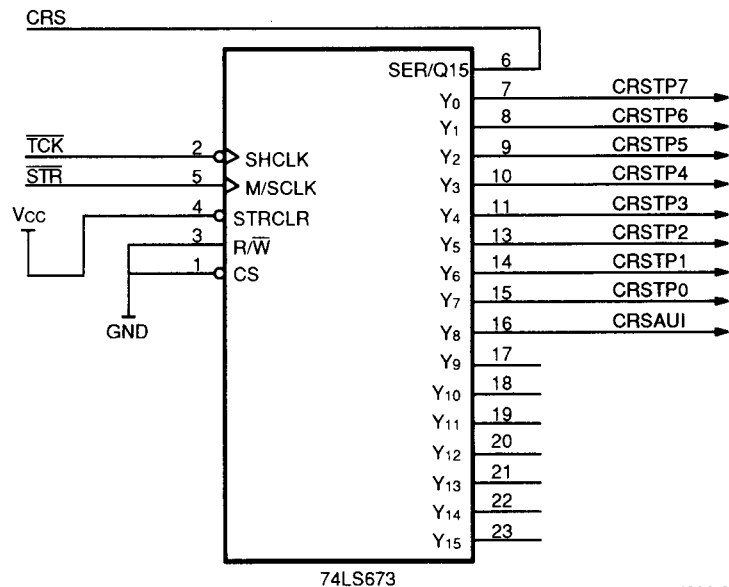 CRS
SER/Q15 6
Y0 7 CRSTP7
Y1 8 CRSTP6
T̅C̅K̅ 2 SHCLK Y2 9 CRSTP5
S̅T̅R̅ 5 M/SCLK Y3 10 CRSTP4
VCC 4 STRCLR Y4 11 CRSTP3
3 R/W̅ Y5 13 CRSTP2
1 CS Y6 14 CRSTP1
Y7 15 CRSTP0
GND Y8 16 CRSAUI
Y9 17
Y10 18
Y11 19
Y12 20
Y13 21
Y14 22
Y15 23
74LS673